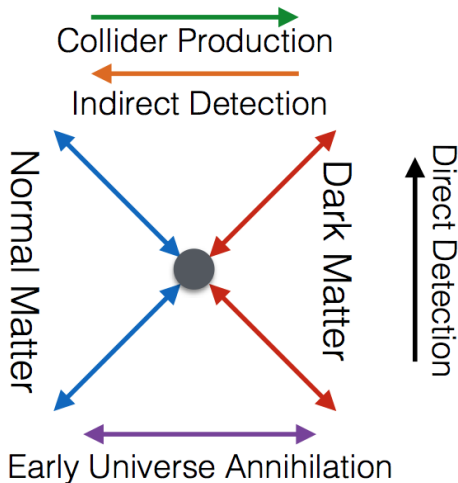 Collider Production
Indirect Detection
Normal Matter
Dark Matter
Direct Detection
Early Universe Annihilation